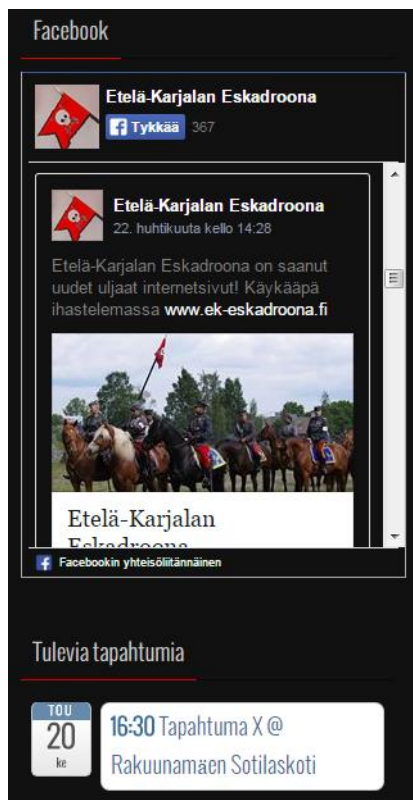 Facebook
Etelä-Karjalan Eskadroona
Tykkää 367
Etelä-Karjalan Eskadroona
22. huhtikuuta kello 14:28
Etelä-Karjalan Eskadroona on saanut
uudet uljaat internetsivut! Käykääpä
ihastelemassa www.ek-eskadroona.fi
Etelä-Karjalan
Eskadroona
Facebookin yhteisöliitännäinen
Tulevia tapahtumia
TOU
20
ke
16:30 Tapahtuma X @
Rakuunamäen Sotilaskoti